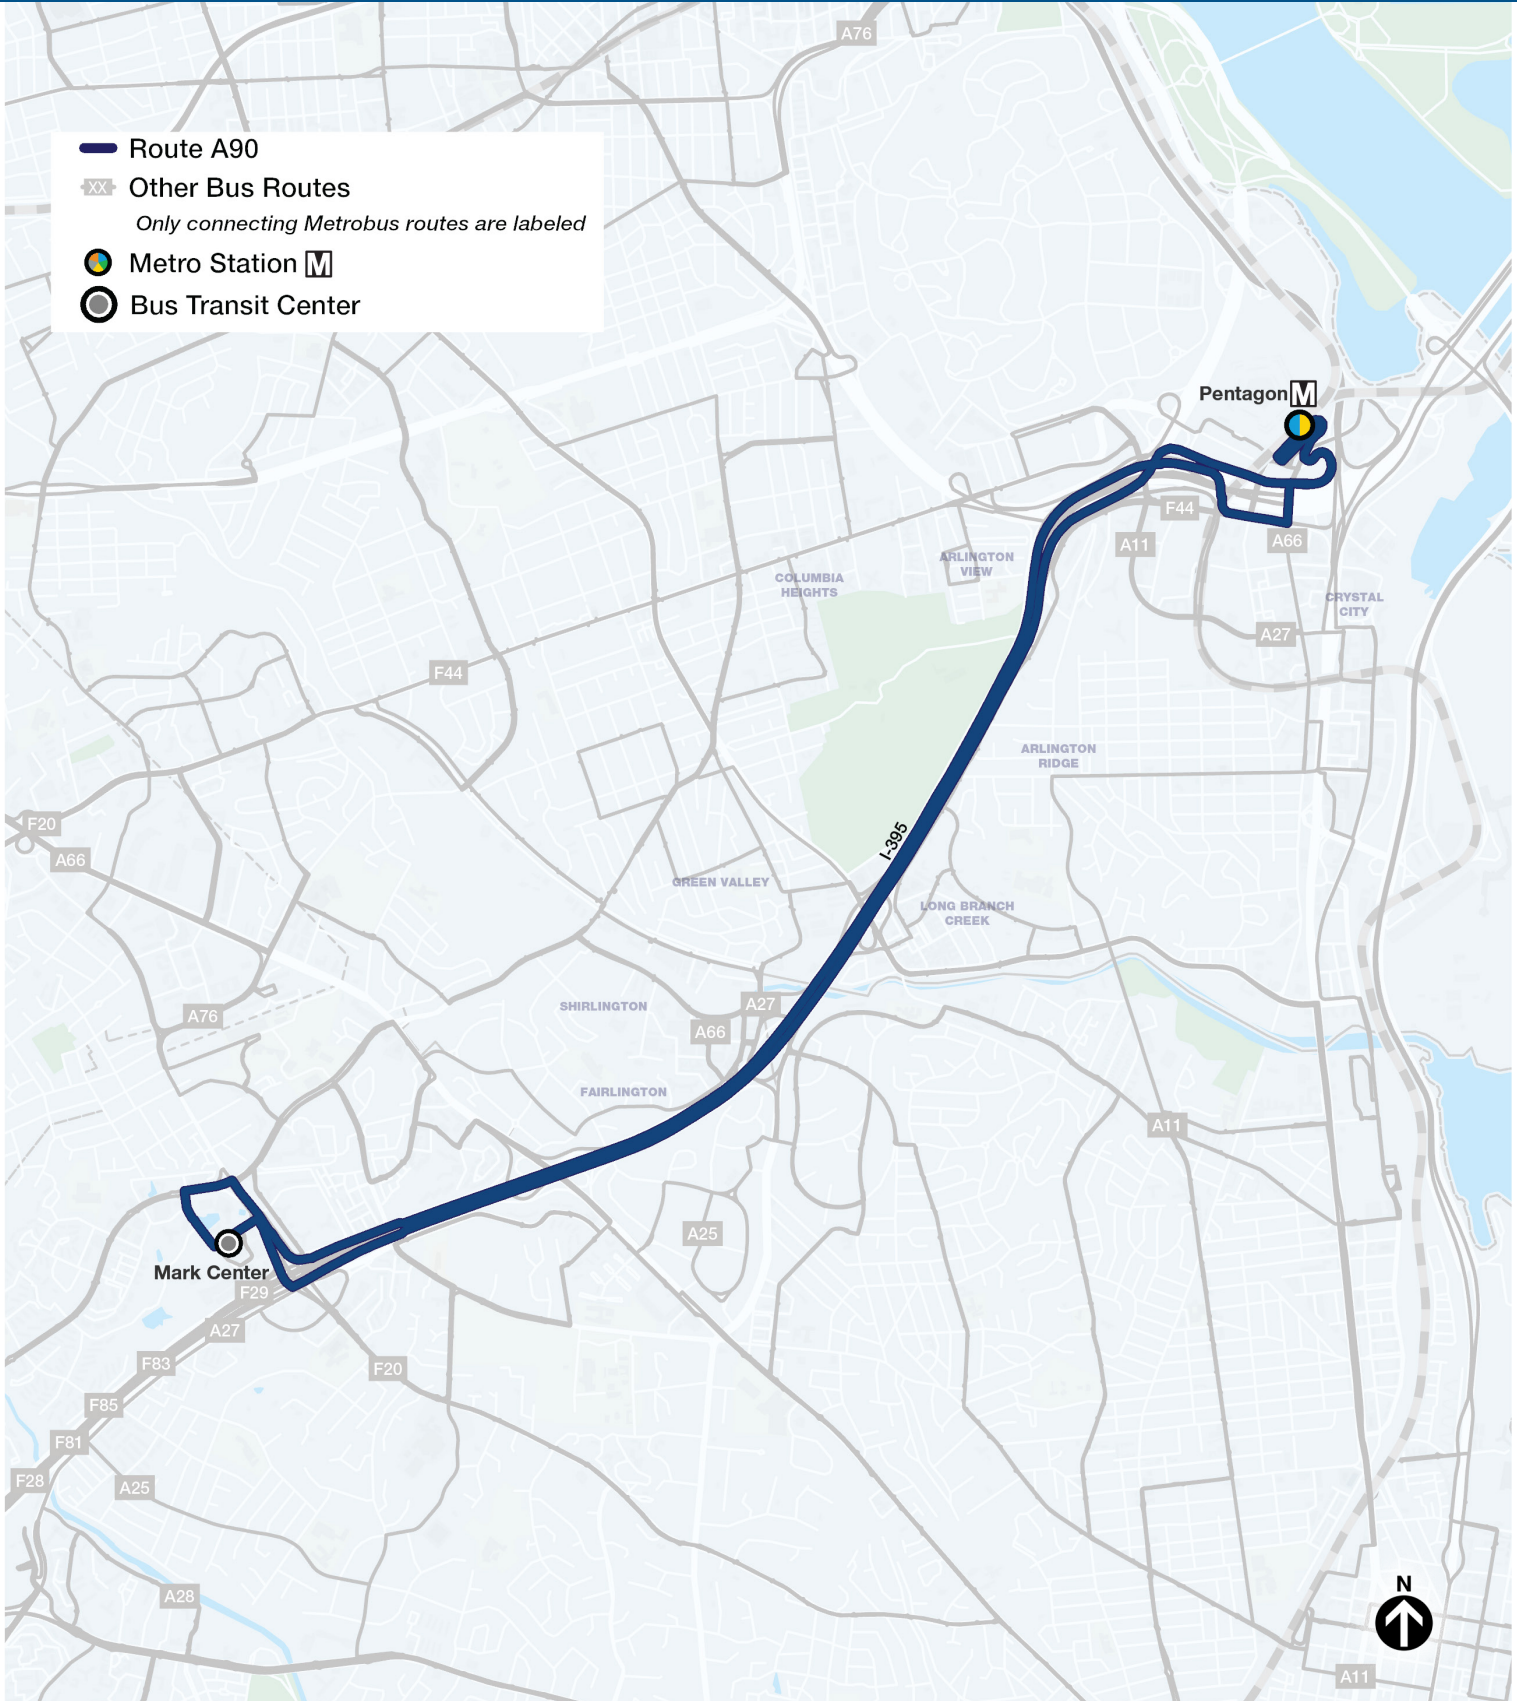 A76
Route A90
XX Other Bus Routes
Only connecting Metrobus routes are labeled
Metro Station M
Bus Transit Center
Pentagon M
F44
A11
A66
ARLINGTON
VIEW
COLUMBIA
HEIGHTS
CRYSTAL
CITY
A27
F44
ARLINGTON
RIDGE
I-395
F20
A66
GREEN VALLEY
LONG BRANCH
CREEK
SHIRLINGTON
A27
A76
A66
FAIRLINGTON
A11
A25
Mark Center
F29
A27
F83
F20
F85
F81
F28
A25
A28
N
A11